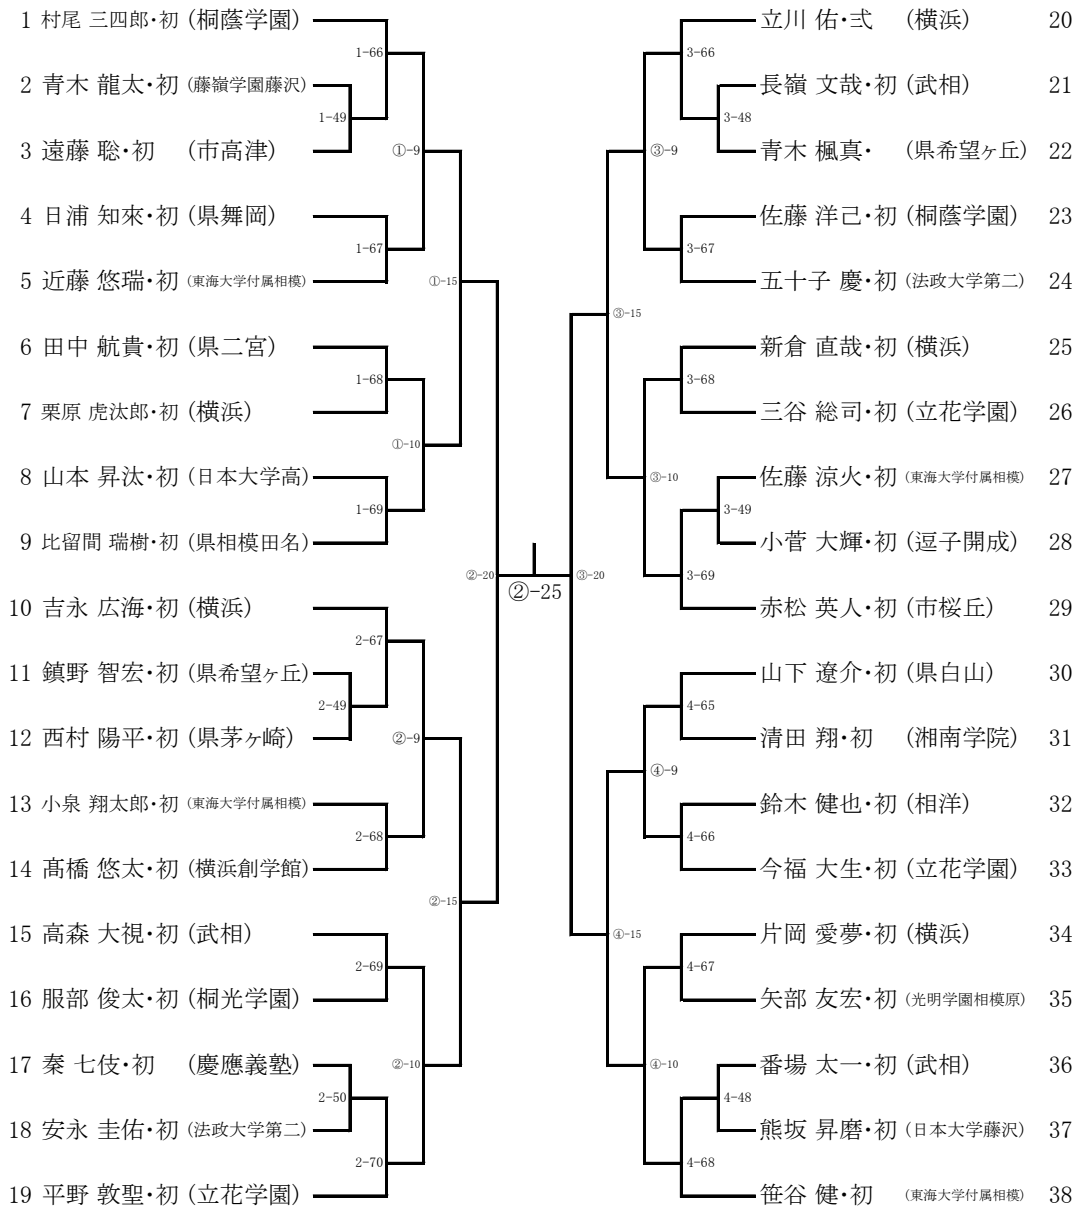 1 村尾 三四郎・初 (桐蔭学園)
1-66
2 青木 龍太・初 (藤嶺学園藤沢)
1-49
3 遠藤 聡・初 (市高津)
①-9
4 日浦 知來・初 (県舞岡)
1-67
5 近藤 悠瑞・初 (東海大学付属相模)
①-15
6 田中 航貴・初 (県二宮)
1-68
7 栗原 虎汰郎・初 (横浜)
①-10
8 山本 昇汰・初 (日本大学高)
1-69
9 比留間 瑞樹・初 (県相模田名)
②-20
10 吉永 広海・初 (横浜)
2-67
11 鎮野 智宏・初 (県希望ヶ丘)
2-49
12 西村 陽平・初 (県茅ヶ崎)
②-9
13 小泉 翔太郎・初 (東海大学付属相模)
2-68
14 髙橋 悠太・初 (横浜創学館)
②-15
15 高森 大視・初 (武相)
2-69
16 服部 俊太・初 (桐光学園)
②-10
17 秦 七伎・初 (慶應義塾)
2-50
18 安永 圭佑・初 (法政大学第二)
2-70
19 平野 敦聖・初 (立花学園)
②-25
立川 佑・弍 (横浜) 20
3-66
長嶺 文哉・初 (武相) 21
3-48
青木 楓真・ (県希望ヶ丘) 22
③-9
佐藤 洋己・初 (桐蔭学園) 23
3-67
五十子 慶・初 (法政大学第二) 24
③-15
新倉 直哉・初 (横浜) 25
3-68
三谷 総司・初 (立花学園) 26
③-10
佐藤 涼火・初 (東海大学付属相模) 27
3-49
小菅 大輝・初 (逗子開成) 28
3-69
赤松 英人・初 (市桜丘) 29
③-20
山下 遼介・初 (県白山) 30
4-65
清田 翔・初 (湘南学院) 31
④-9
鈴木 健也・初 (相洋) 32
4-66
今福 大生・初 (立花学園) 33
④-15
片岡 愛夢・初 (横浜) 34
4-67
矢部 友宏・初 (光明学園相模原) 35
④-10
番場 太一・初 (武相) 36
4-48
熊坂 昇磨・初 (日本大学藤沢) 37
4-68
笹谷 健・初 (東海大学付属相模) 38